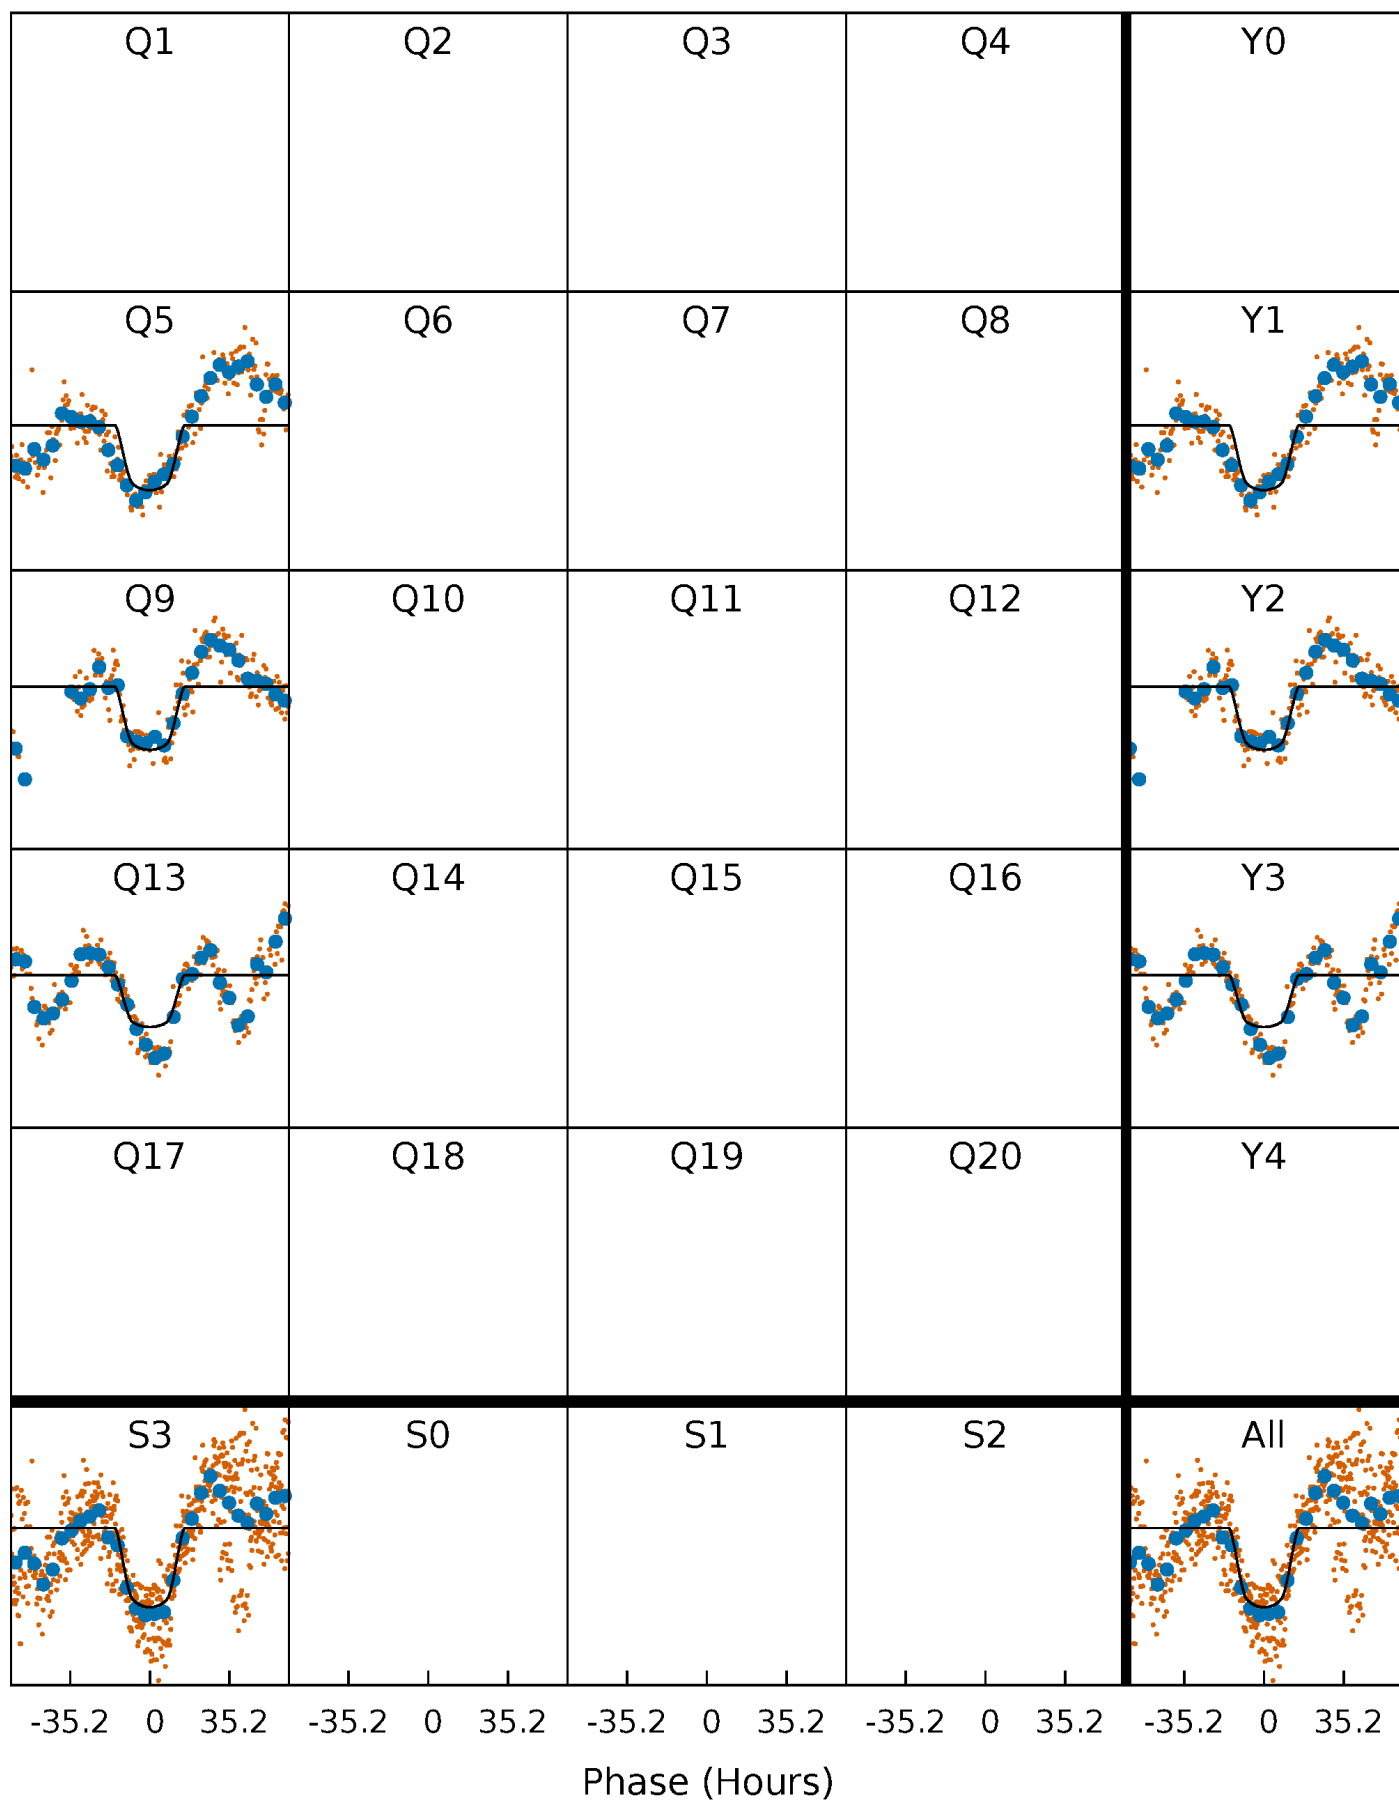 Q1 Q2 Q3 Q4 Y0
Q5 Q6 Q7 Q8 Y1
Q9 Q10 Q11 Q12 Y2
Q13 Q14 Q15 Q16 Y3
Q17 Q18 Q19 Q20 Y4
S3 S0 S1 S2 All
-35.2 0 35.2 -35.2 0 35.2 -35.2 0 35.2 -35.2 0 35.2 -35.2 0 35.2
Phase (Hours)